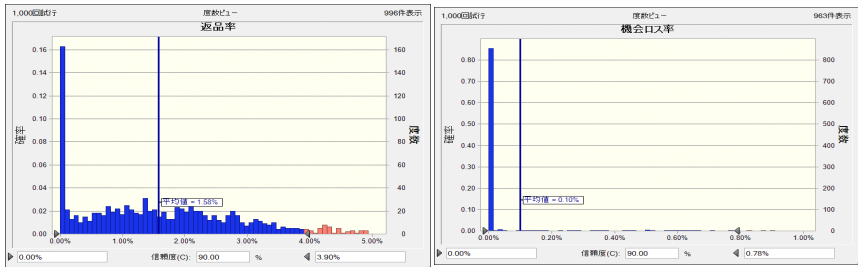 1,000回試行 度数ビュー 996件表示
返品率
0.16 160
0.14 140
0.12 120
0.10 100
0.08 80
0.06 60
0.04 40
0.02 20
0.00 0
確率
度数
平均値 = 1.58%
0.00% 1.00% 2.00% 3.00% 4.00% 5.00%
0.00% 信頼度(C): 90.00 % 3.90%
1,000回試行 度数ビュー 963件表示
機会ロス率
0.80 800
0.70 700
0.60 600
0.50 500
0.40 400
0.30 300
0.20 200
0.10 100
0.00 0
確率
度数
平均値 = 0.10%
0.00% 0.20% 0.40% 0.60% 0.80% 1.00%
0.00% 信頼度(C): 90.00 % 0.78%